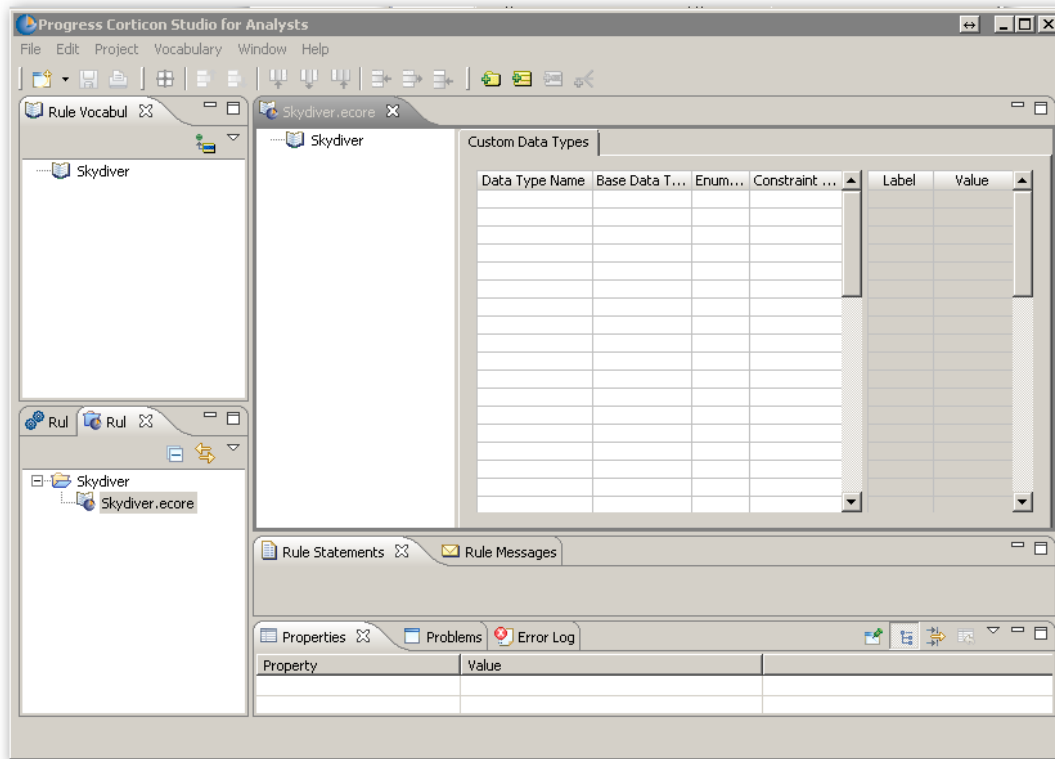 Progress Corticon Studio for Analysts
File Edit Project Vocabulary Window Help
Rule Vocabul
Skydiver
Skydiver.ecore
Skydiver
Custom Data Types
Data Type Name Base Data T... Enum... Constraint ... Label Value
Rul Rul
Skydiver
Skydiver.ecore
Rule Statements Rule Messages
Properties Problems Error Log
Property Value